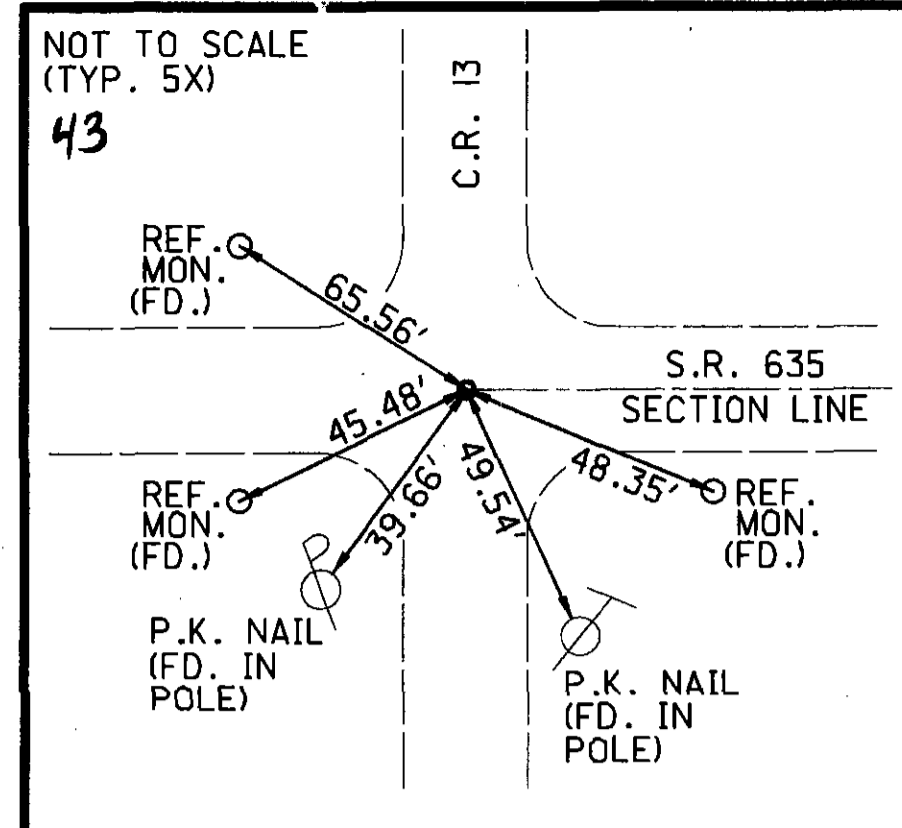 NOT TO SCALE
(TYP. 5X)
43
C.R. 13
REF.
MON.
(FD.)
65.56'
S.R. 635
SECTION LINE
45.48'
39.66'
49.54'
48.35'
REF.
MON.
(FD.)
REF.
MON.
(FD.)
P
P.K. NAIL
(FD. IN
POLE)
T
P.K. NAIL
(FD. IN
POLE)